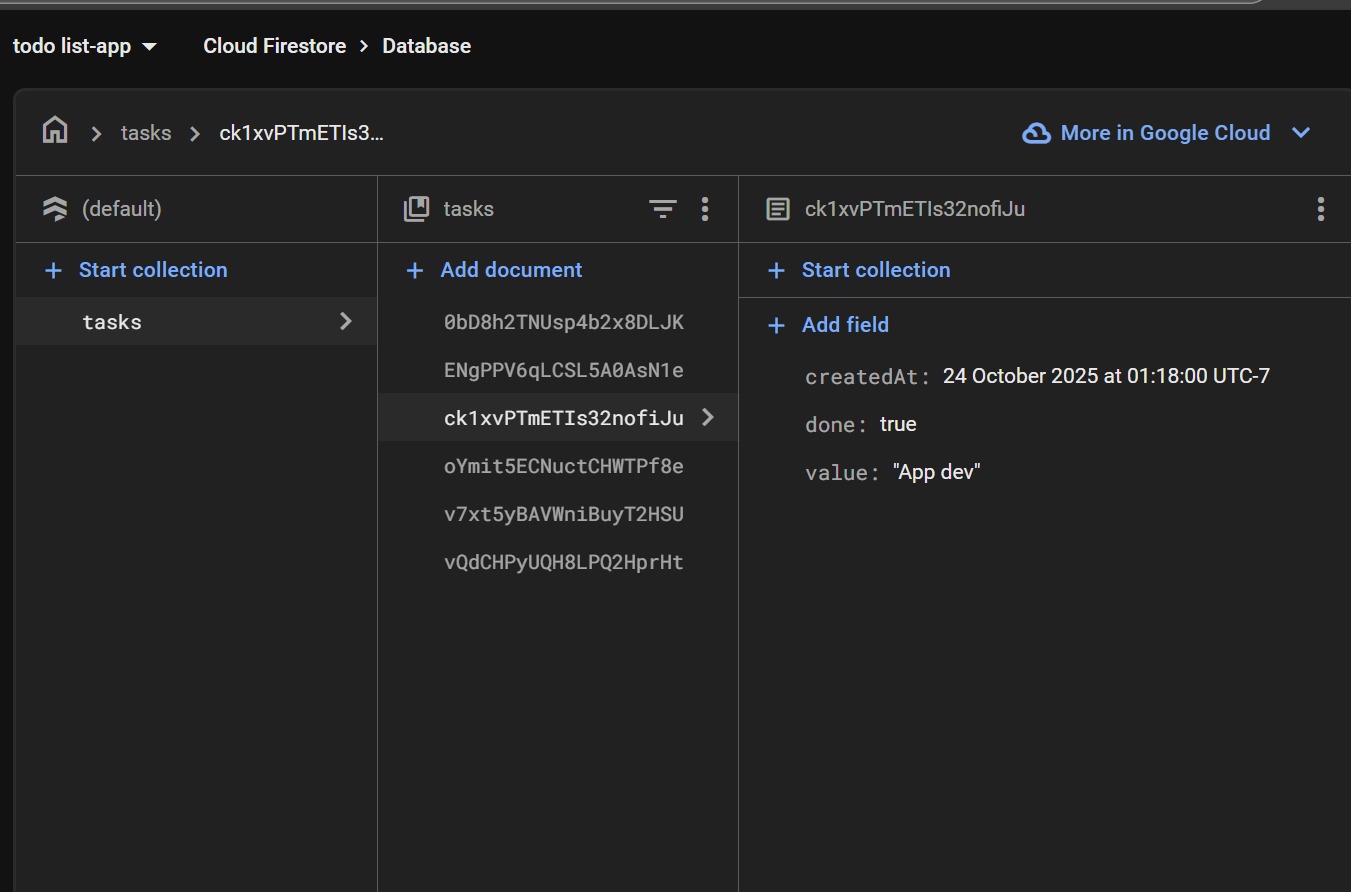 todo list-app Cloud Firestore > Database
tasks ck1xvPTmETIs3...
More in Google Cloud
(default)
Start collection
tasks
tasks
Add document
0bD8h2TNUsp4b2x8DLJK
ENgPPV6qLCSL5A0AsN1e
ck1xvPTmETIs32nofiJu
oYmit5ECNuctCHWTPf8e
v7xt5yBAVWniBuyT2HSU
vQdCHPyUQH8LPQ2HprHt
ck1xvPTmETIs32nofiJu
Start collection
Add field
createdAt: 24 October 2025 at 01:18:00 UTC-7
done: true
value: "App dev"